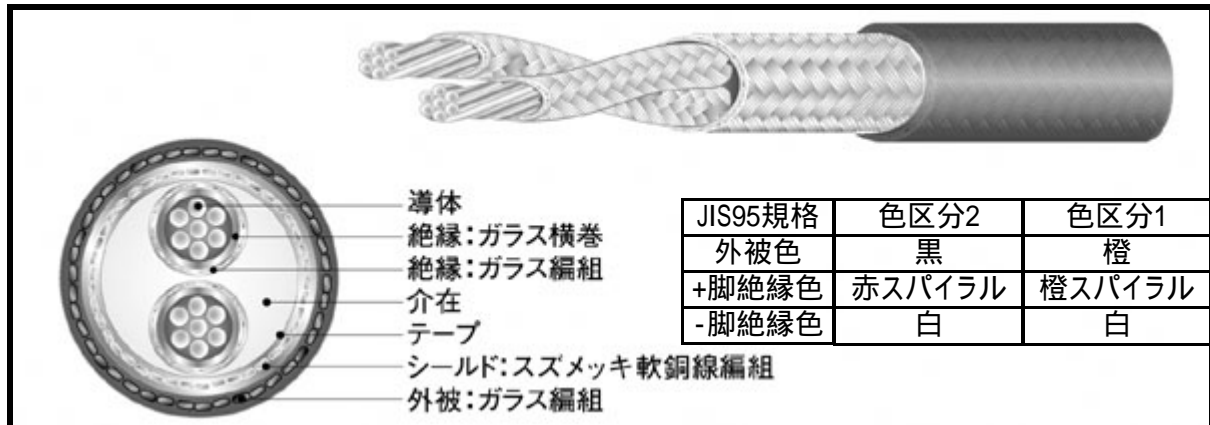 導体
絶縁：ガラス横巻
絶縁：ガラス編組
介在
テープ
シールド：スズメッキ軟銅線編組
外被：ガラス編組
JIS95規格 色区分2 色区分1
外被色 黒 橙
+脚絶縁色 赤スパイラル 橙スパイラル
-脚絶縁色 白 白